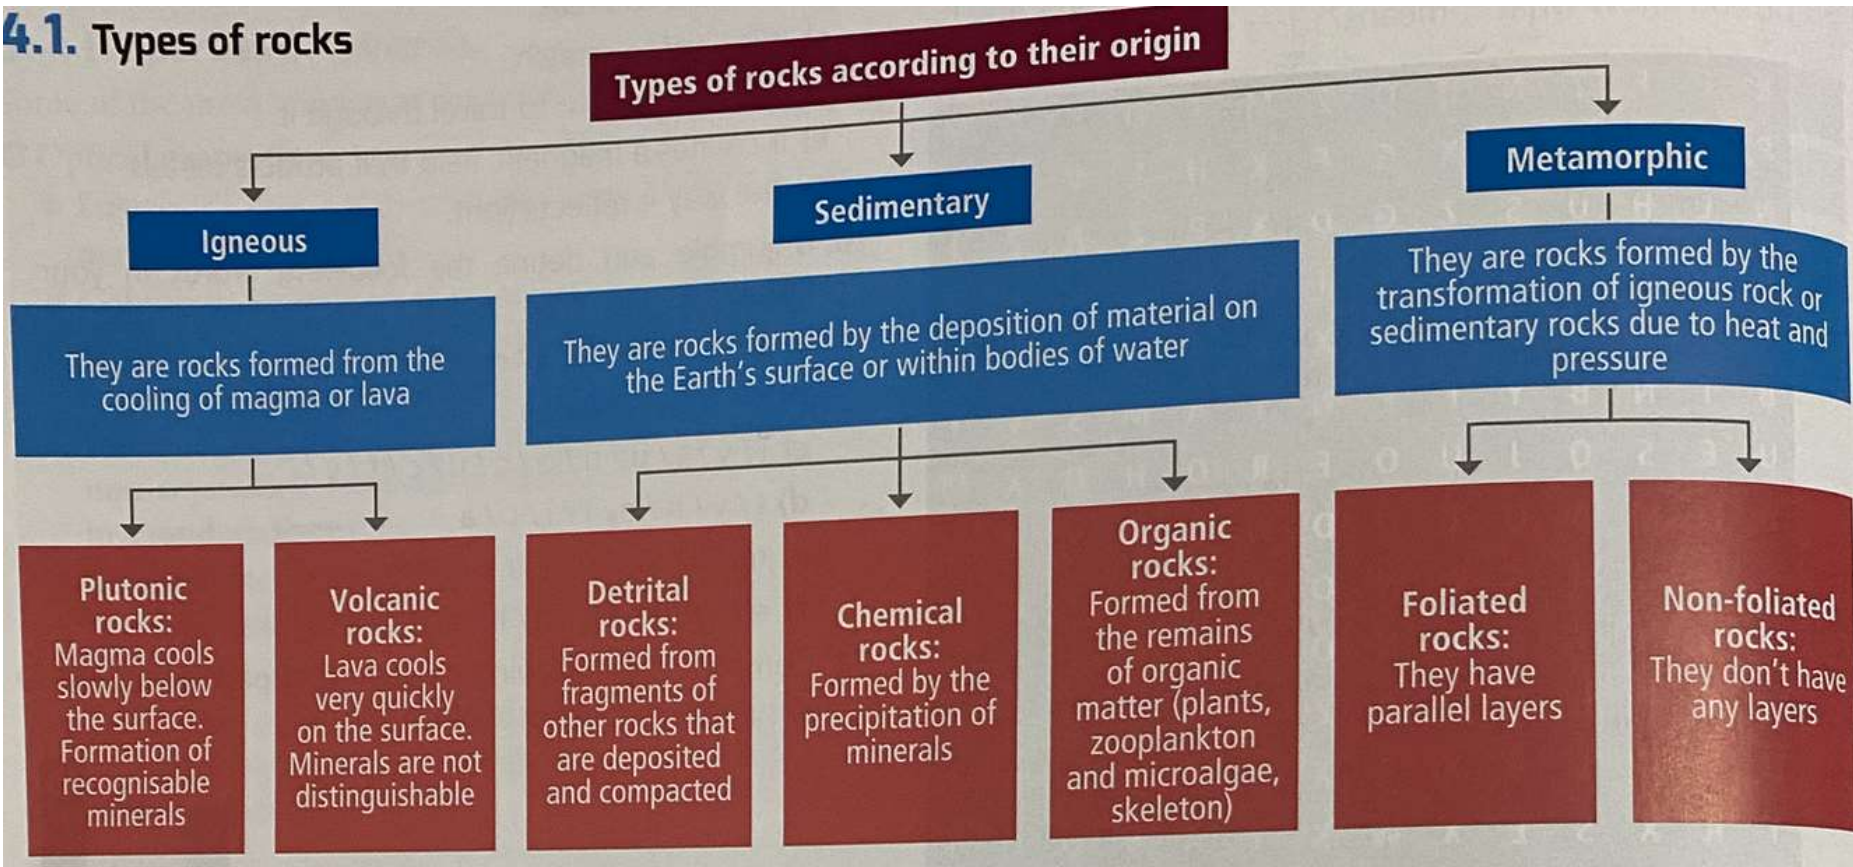 4.1. Types of rocks
Types of rocks according to their origin
Igneous
They are rocks formed from the
cooling of magma or lava
Plutonic
rocks:
Magma cools
slowly below
the surface.
Formation of
recognisable
minerals
Volcanic
rocks:
Lava cools
very quickly
on the surface.
Minerals are not
distinguishable
Sedimentary
They are rocks formed by the deposition of material on
the Earth's surface or within bodies of water
Detrital
rocks:
Formed from
fragments of
other rocks that
are deposited
and compacted
Chemical
rocks:
Formed by the
precipitation of
minerals
Organic
rocks:
Formed from
the remains
of organic
matter (plants,
zooplankton
and microalgae,
skeleton)
Metamorphic
They are rocks formed by the
transformation of igneous rock or
sedimentary rocks due to heat and
pressure
Foliated
rocks:
They have
parallel layers
Non-foliated
rocks:
They don't have
any layers